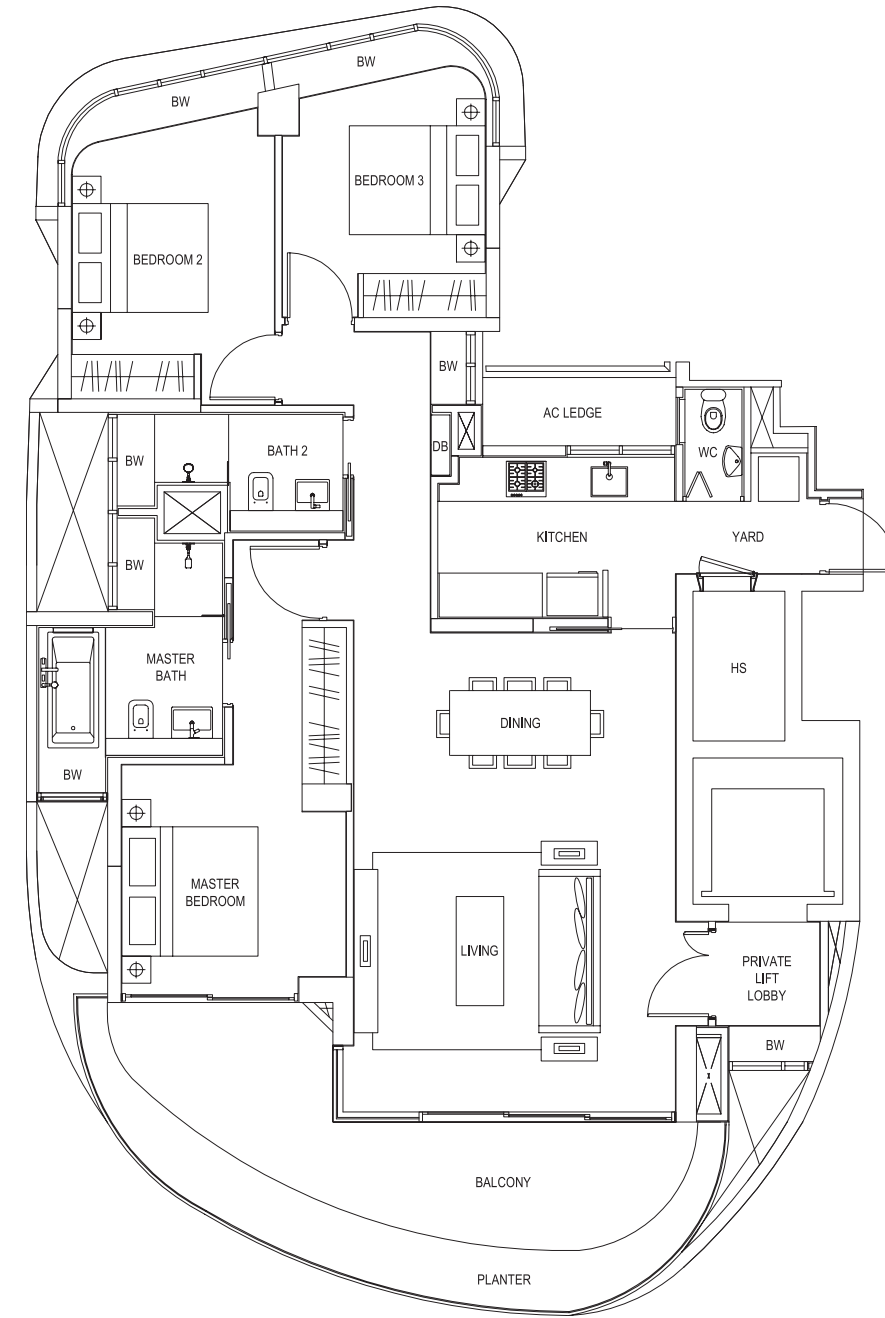 BW
BW
BEDROOM 3
BEDROOM 2
BW
AC LEDGE
DB
WC
BATH 2
BW
KITCHEN
YARD
BW
MASTER
BATH
HS
DINING
BW
MASTER
BEDROOM
LIVING
PRIVATE
LIFT
LOBBY
BW
BALCONY
PLANTER